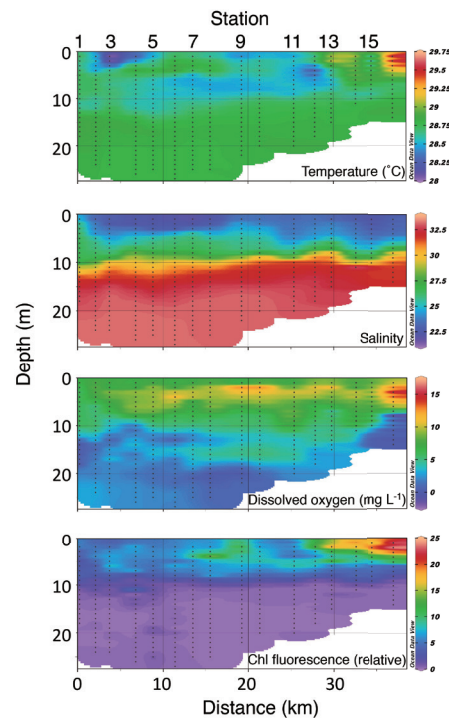 Station
1 3 5 7 9 11 13 15
0
10
20
29.75
29.5
29.25
29
28.75
28.5
28.25
28
Ocean Data View
Temperature (˚C)
0
10
20
32.5
30
27.5
25
22.5
Ocean Data View
Salinity
Depth (m)
0
10
20
15
10
5
0
Ocean Data View
Dissolved oxygen (mg L-1)
0
10
20
25
20
15
10
5
0
Ocean Data View
Chl fluorescence (relative)
0 10 20 30
Distance (km)